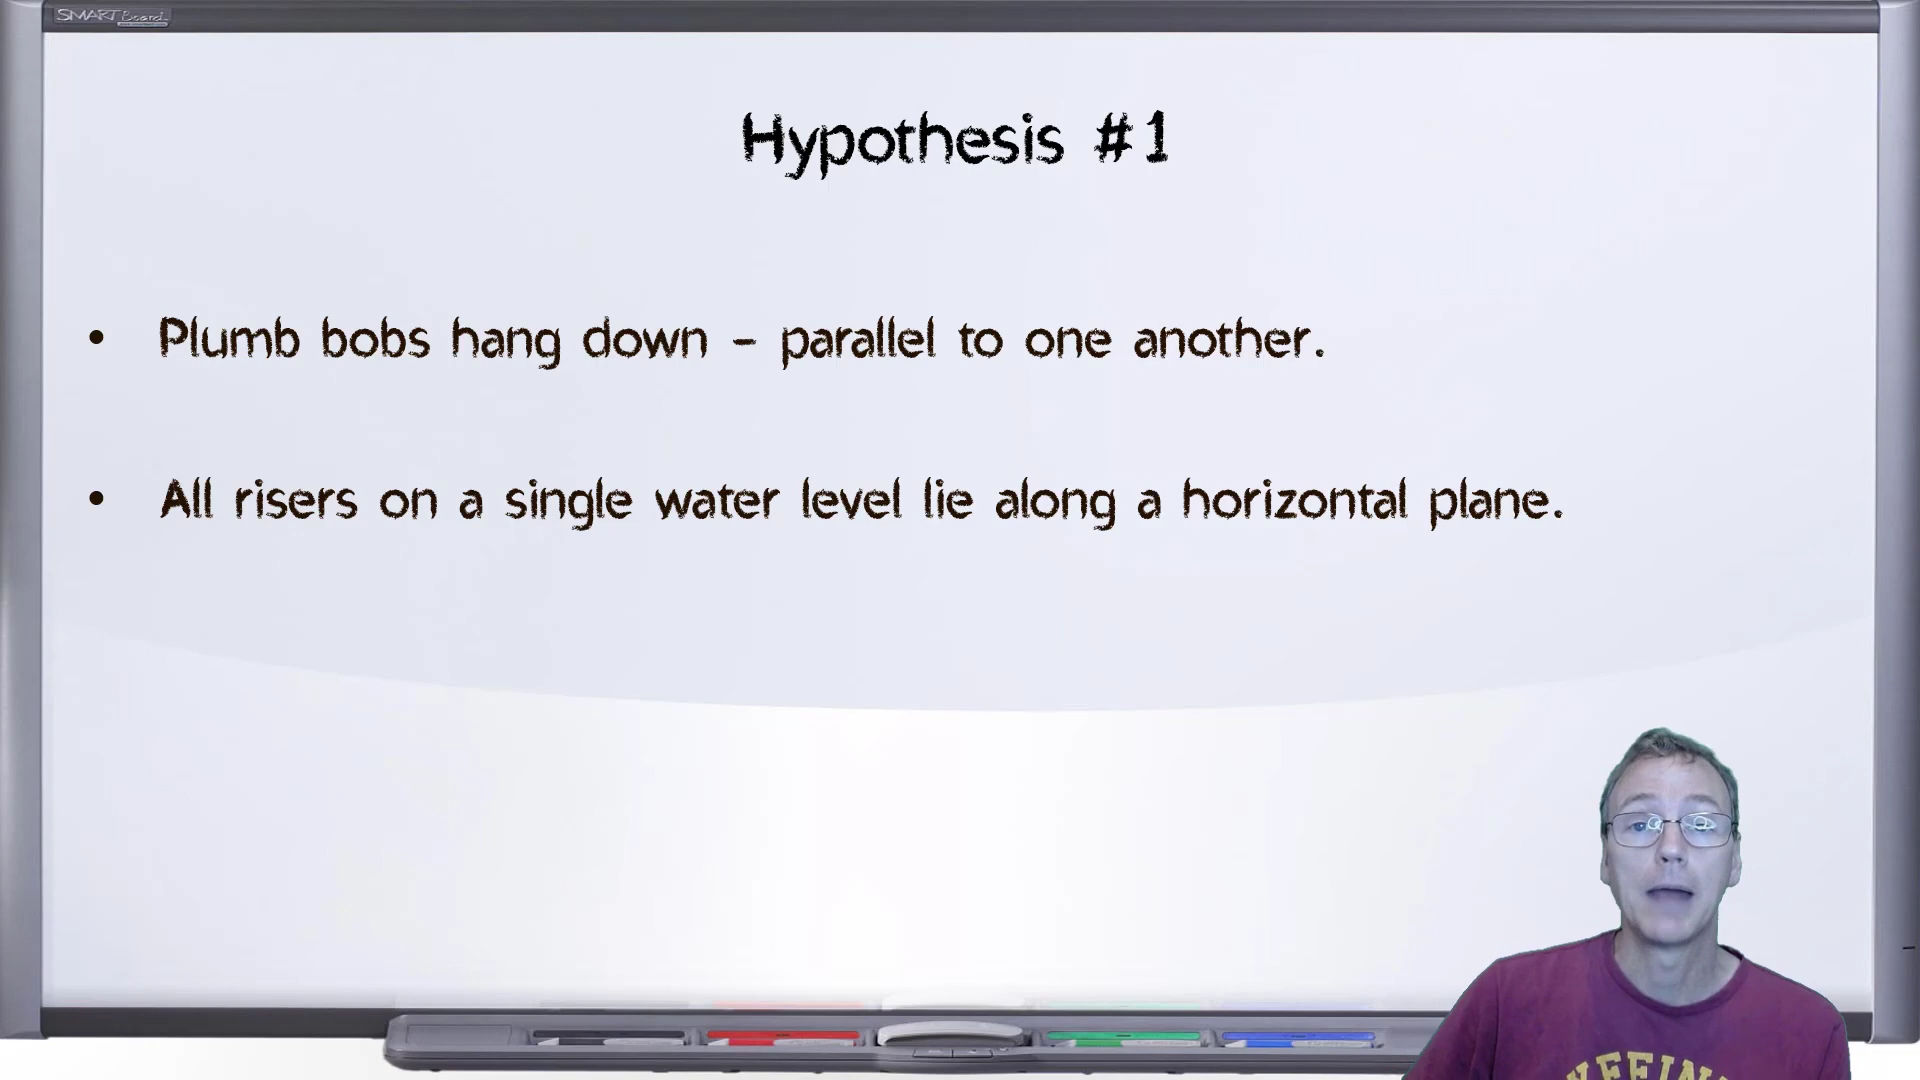 SMART Board
Hypothesis #1
• Plumb bobs hang down - parallel to one another.
• All risers on a single water level lie along a horizontal plane.